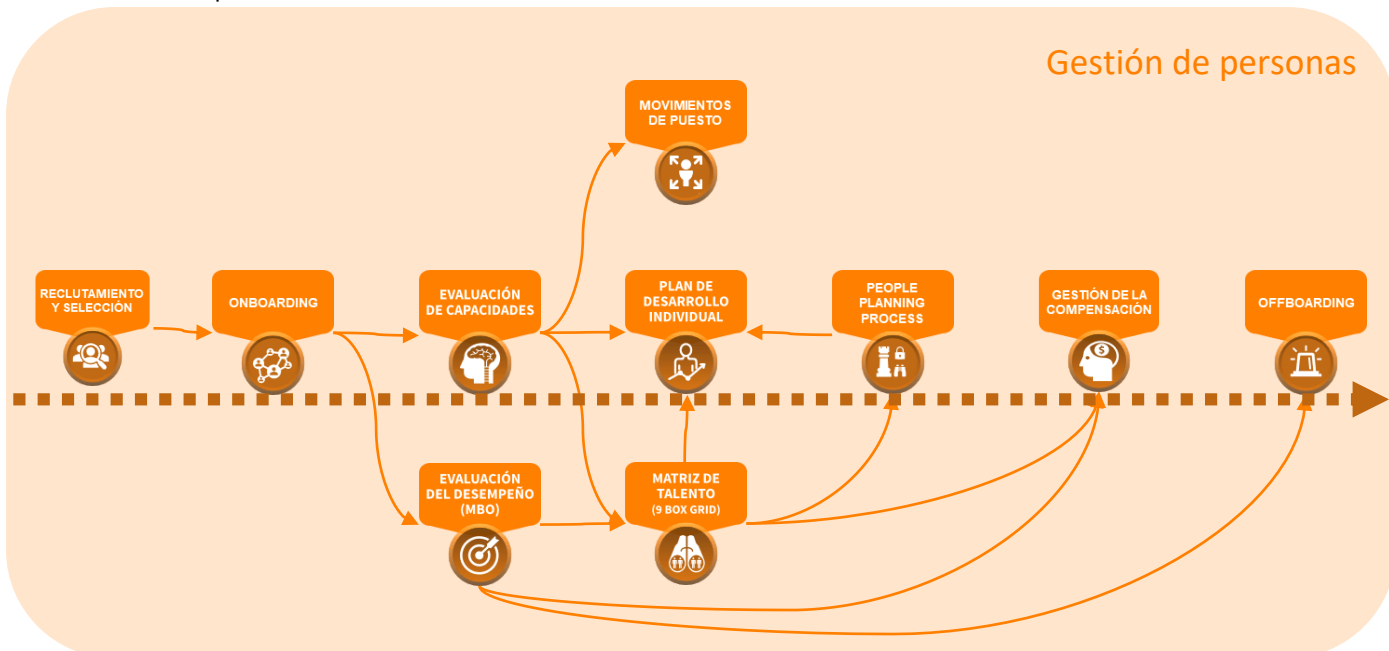 Gestión de personas
MOVIMIENTOS
DE PUESTO
RECLUTAMIENTO
Y SELECCIÓN
ONBOARDING
EVALUACIÓN
DE CAPACIDADES
PLAN DE
DESARROLLO
INDIVIDUAL
PEOPLE
PLANNING
PROCESS
GESTIÓN DE LA
COMPENSACIÓN
OFFBOARDING
EVALUACIÓN
DEL DESEMPEÑO
(MBO)
MATRIZ DE
TALENTO
(9 BOX GRID)
$